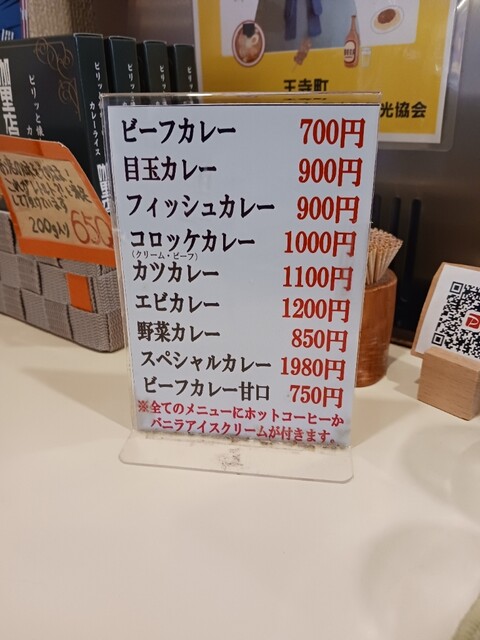 王寺町
光協会
カレーライス
200g入り 650
ビーフカレー 700円
目玉カレー 900円
フィッシュカレー 900円
コロッケカレー 1000円
(クリーム・ビーフ)
カツカレー 1100円
エビカレー 1200円
野菜カレー 850円
スペシャルカレー 1980円
ビーフカレー甘口 750円
※全てのメニューにホットコーヒーか
バニラアイスクリームが付きます。